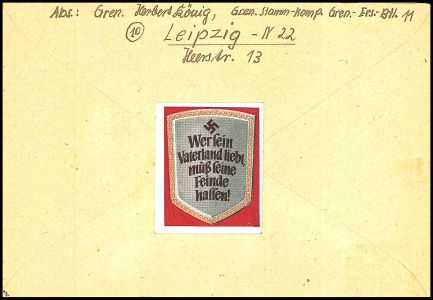 Abs.: Gren. Herbert König, Gren. Stamm-Komp. Gren.-Ers.-Btl. 11
(10) Leipzig-N 22
Heerstr. 13
Wer sein
Vaterland liebt,
muß seine
Feinde
hassen!